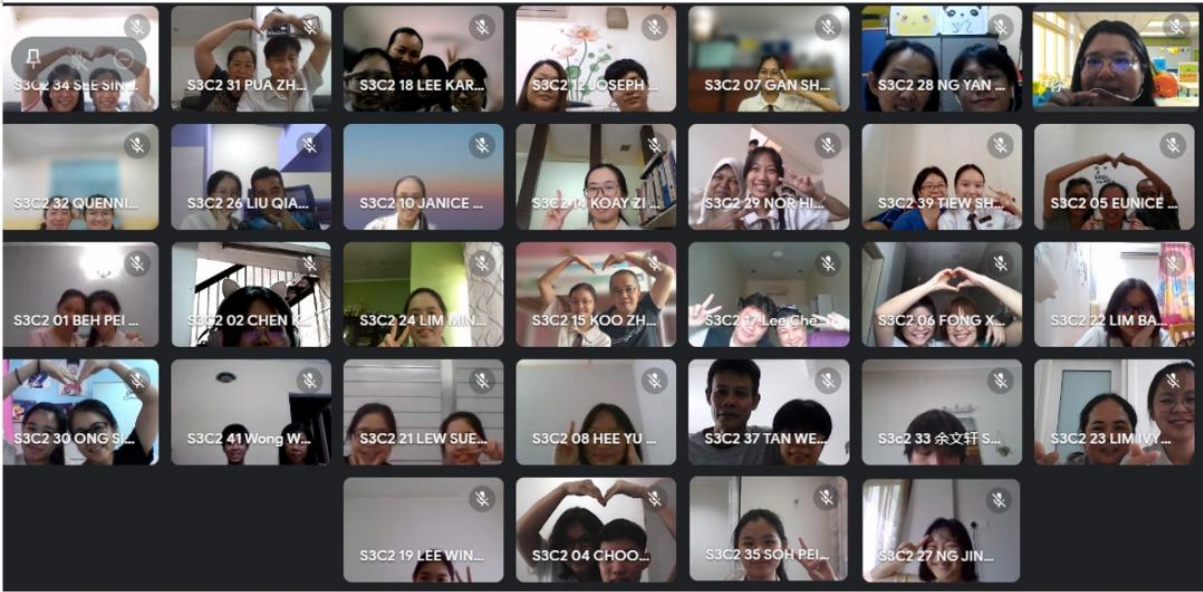 S3C2 34 SEE SIN...
S3C2 31 PUA ZH...
S3C2 18 LEE KAR...
S3C2 12 JOSEPH ...
S3C2 07 GAN SH...
S3C2 28 NG YAN ...
你
S3C2 32 QUENNI...
S3C2 26 LIU QIA...
S3C2 10 JANICE ...
S3C2 14 KOAY ZI ...
S3C2 29 NOR HI...
S3C2 39 TIEW SH...
S3C2 05 EUNICE ...
S3C2 01 BEH PEI ...
S3C2 02 CHEN
S3C2 24 LIM MIN...
S3C2 15 KOO ZH...
S3C2 17 Lee Che
S3C2 06 FONG X...
S3C2 22 LIM BA...
S3C2 30 ONG SI...
S3C2 41 Wong W...
S3C2 21 LEW SUE...
S3C2 08 HEE YU ...
S3C2 37 TAN WE...
S3c2 33 余文轩 S...
S3C2 23 LIM IVY...
S3C2 19 LEE WIN...
S3C2 04 CHOO...
S3C2 35 SOH PEI...
S3C2 27 NG JIN...